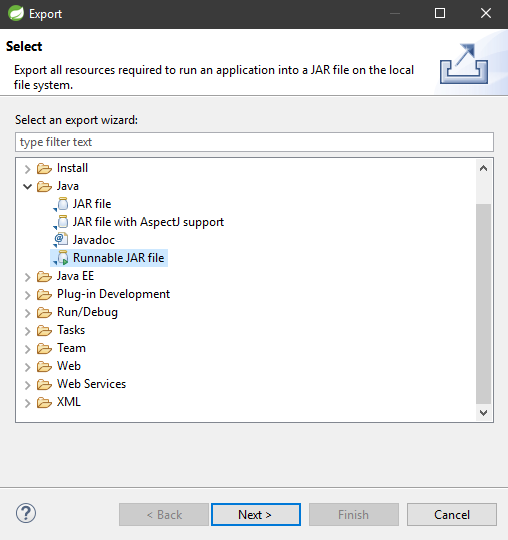 Export
Select
Export all resources required to run an application into a JAR file on the local
file system.
Select an export wizard:
type filter text
Install
Java
JAR file
JAR file with AspectJ support
Javadoc
Runnable JAR file
Java EE
Plug-in Development
Run/Debug
Tasks
Team
Web
Web Services
XML
< Back
Next >
Finish
Cancel